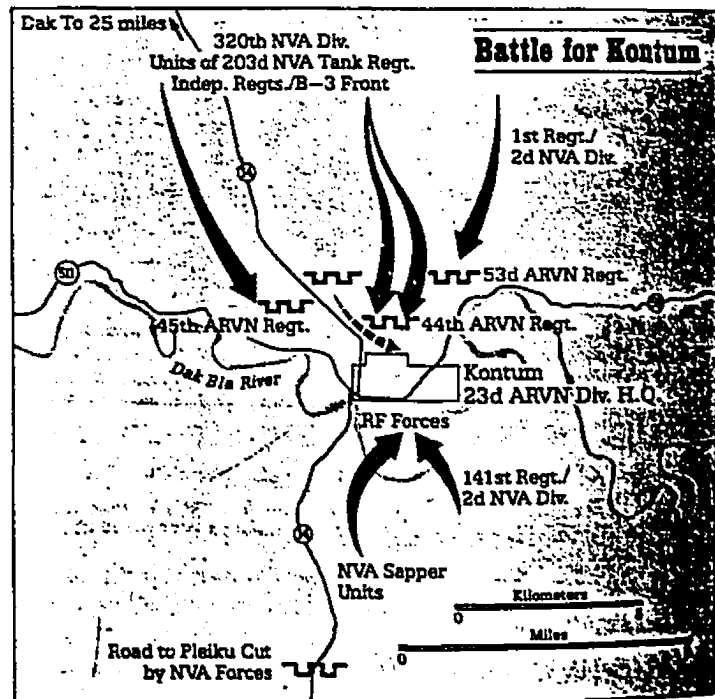 Dak To 25 miles
320th NVA Div.
Units of 203d NVA Tank Regt.
Indep. Regts./B-3 Front
Battle for Kontum
1st Regt./
2d NVA Div.
14
511
53d ARVN Regt.
45th ARVN Regt.
44th ARVN Regt.
Dak Bla River
Kontum
23d ARVN Div. H.Q.
RF Forces
141st Regt./
2d NVA Div.
14
NVA Sapper
Units
Kilometers
0
Miles
0
Road to Pleiku Cut
by NVA Forces